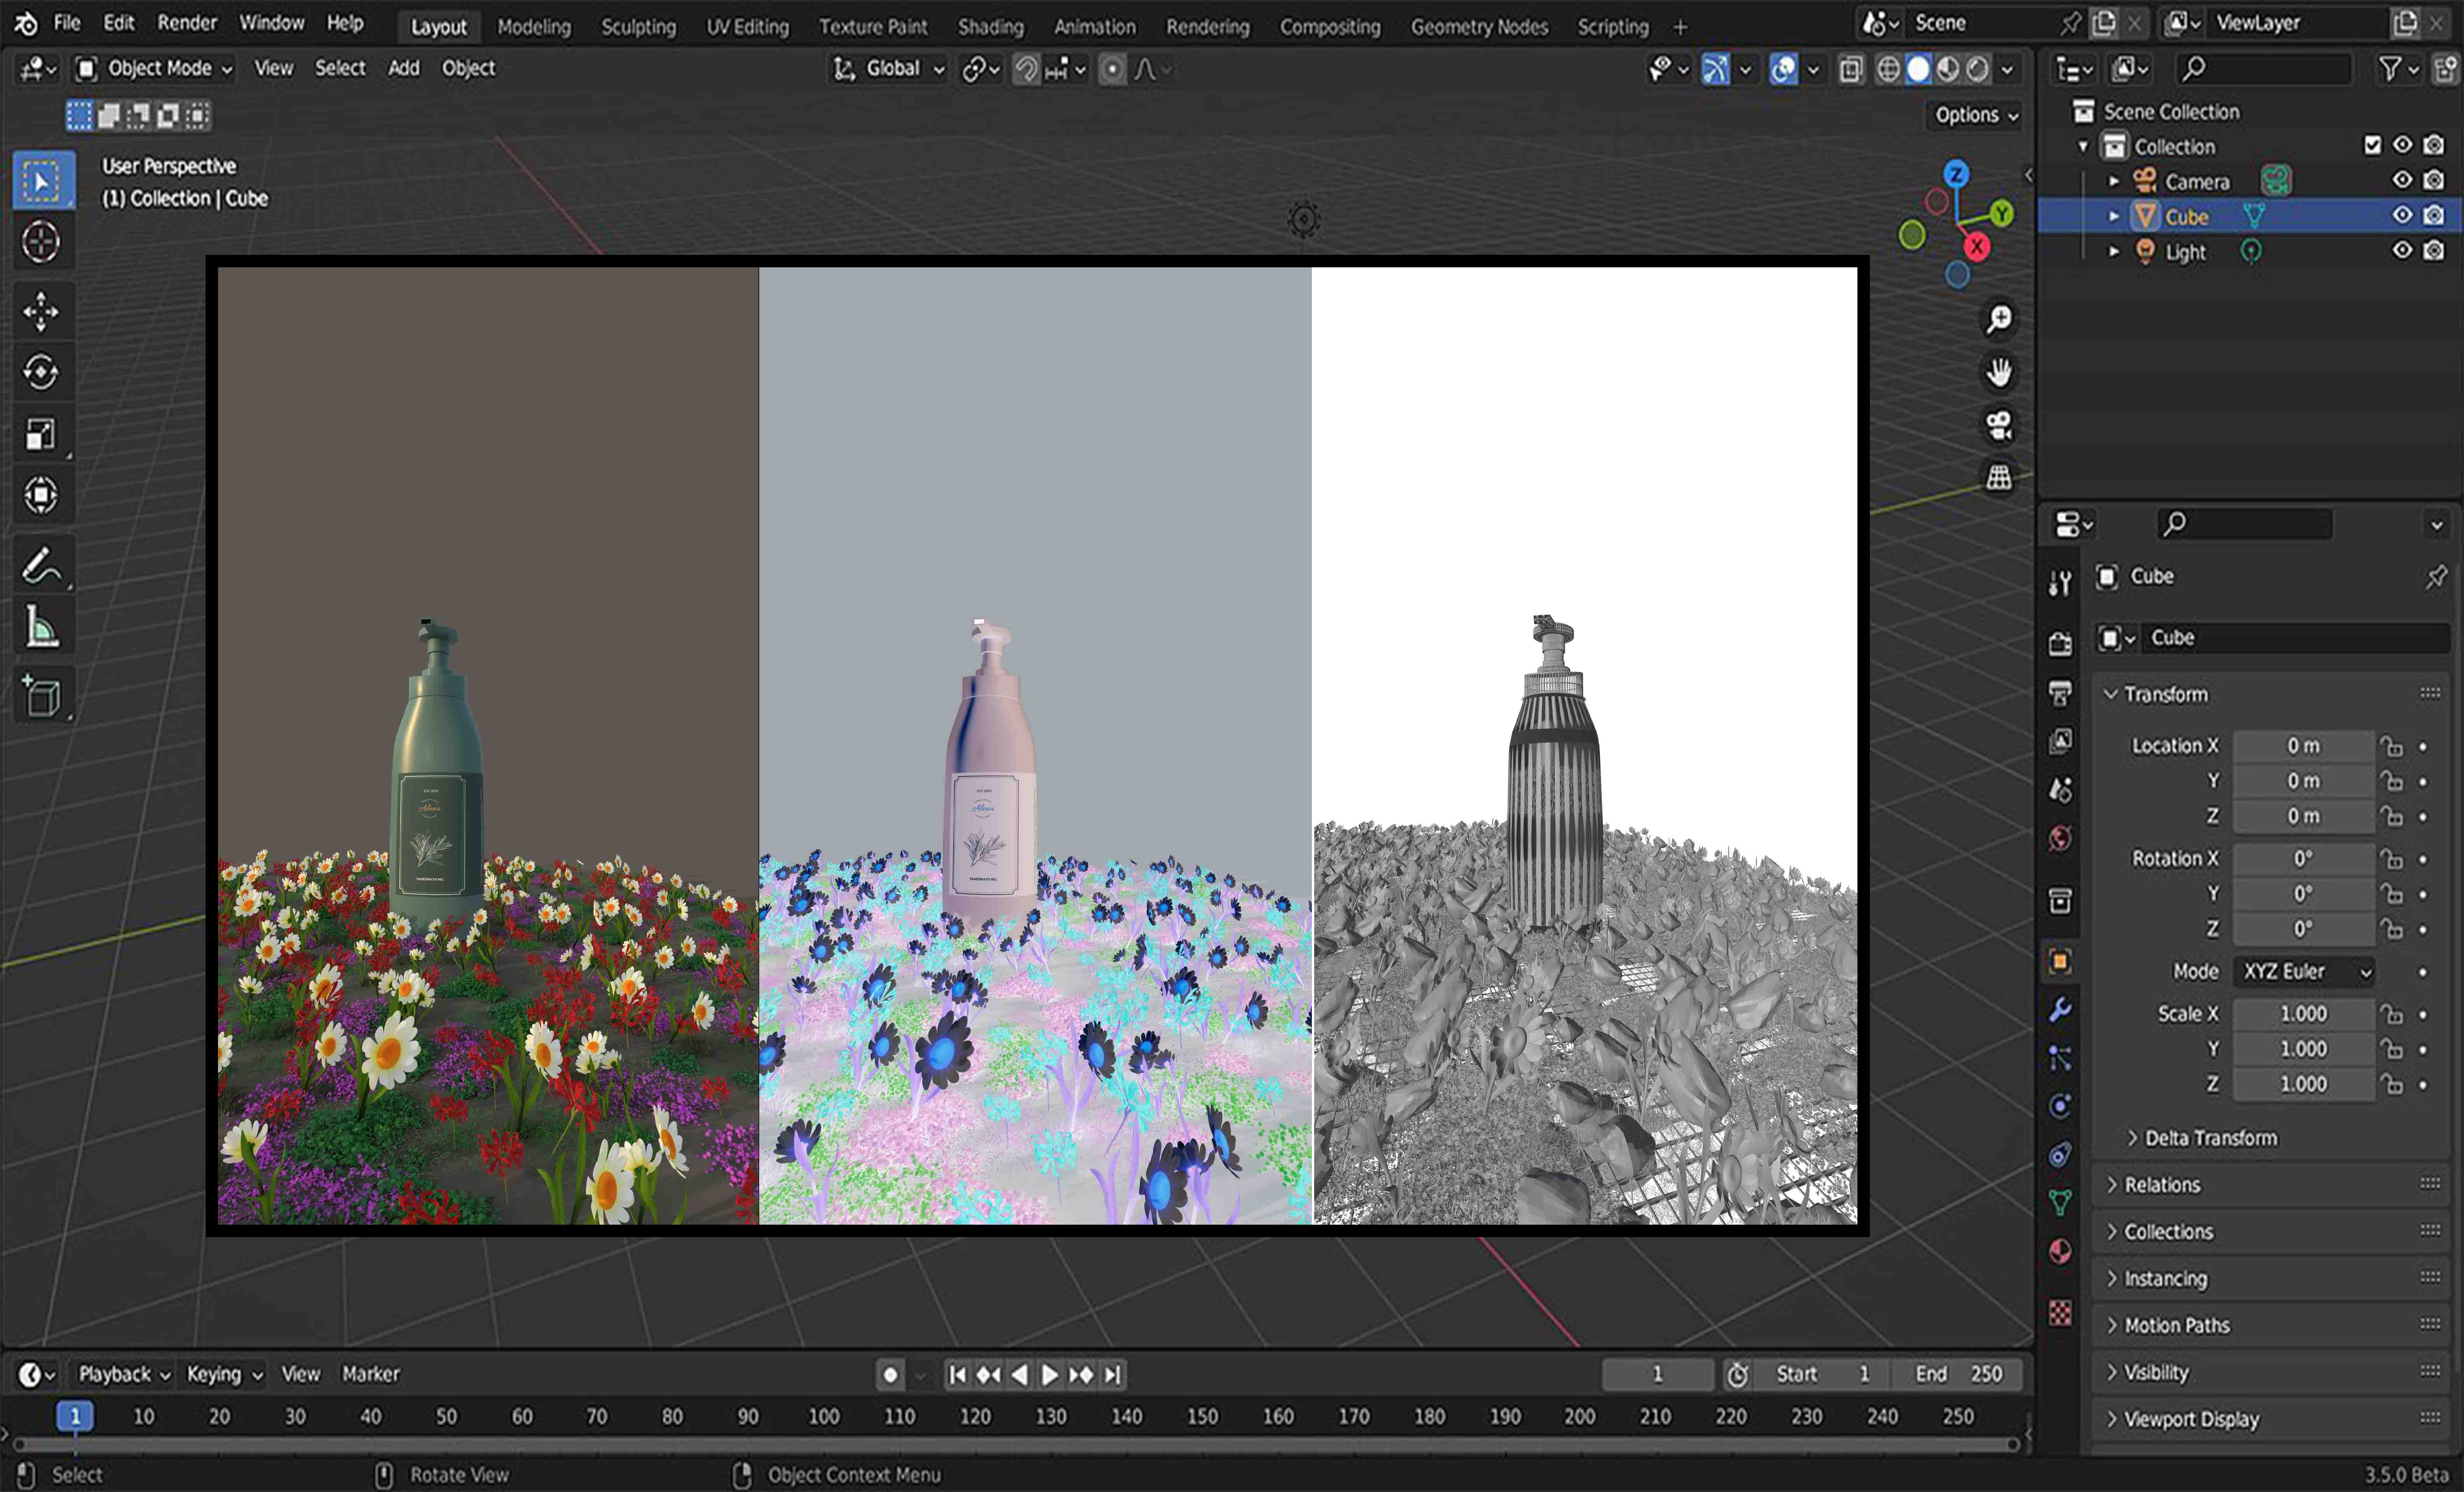 File Edit Render Window Help Layout Modeling Sculpting UV Editing Texture Paint Shading Animation Rendering Compositing Geometry Nodes Scripting + Scene ViewLayer
Object Mode View Select Add Object Global
Options
User Perspective
(1) Collection | Cube
Z
Y
X
Scene Collection
Collection
Camera
Cube
Light
Cube
Cube
Transform
Location X 0 m
Y 0 m
Z 0 m
Rotation X 0°
Y 0°
Z 0°
Mode XYZ Euler
Scale X 1.000
Y 1.000
Z 1.000
Delta Transform
Relations
Collections
Instancing
Motion Paths
Visibility
Viewport Display
Alexa
Alexa
Playback Keying View Marker 1 Start 1 End 250
1 10 20 30 40 50 60 70 80 90 100 110 120 130 140 150 160 170 180 190 200 210 220 230 240 250
Select Rotate View Object Context Menu 3.5.0 Beta